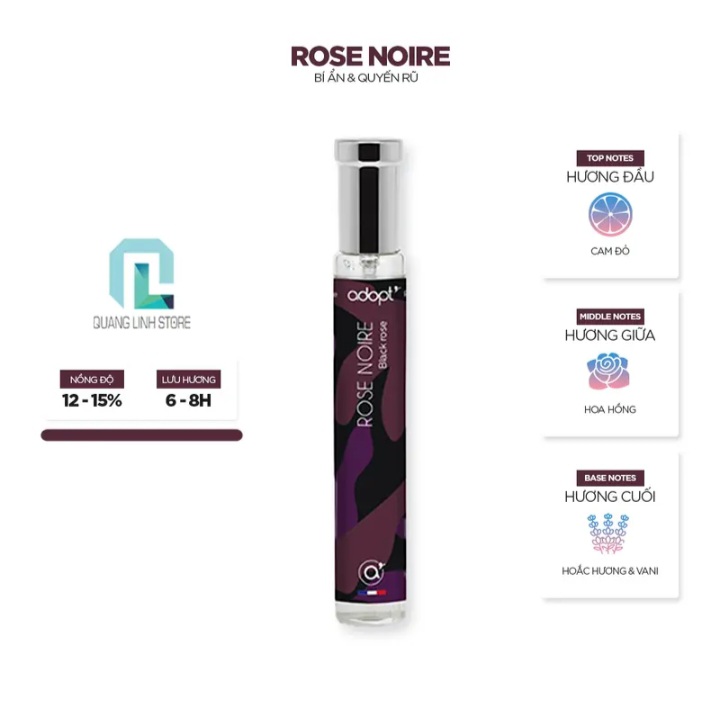 ROSE NOIRE
BÍ ẨN & QUYẾN RŨ
QUANG LINH STORE
NỒNG ĐỘ
12 - 15%
LƯU HƯƠNG
6 - 8H
adopt'
ROSE NOIRE
Black rose
a'
TOP NOTES
HƯƠNG ĐẦU
CAM ĐỎ
MIDDLE NOTES
HƯƠNG GIỮA
HOA HỒNG
BASE NOTES
HƯƠNG CUỐI
HOẮC HƯƠNG & VANI